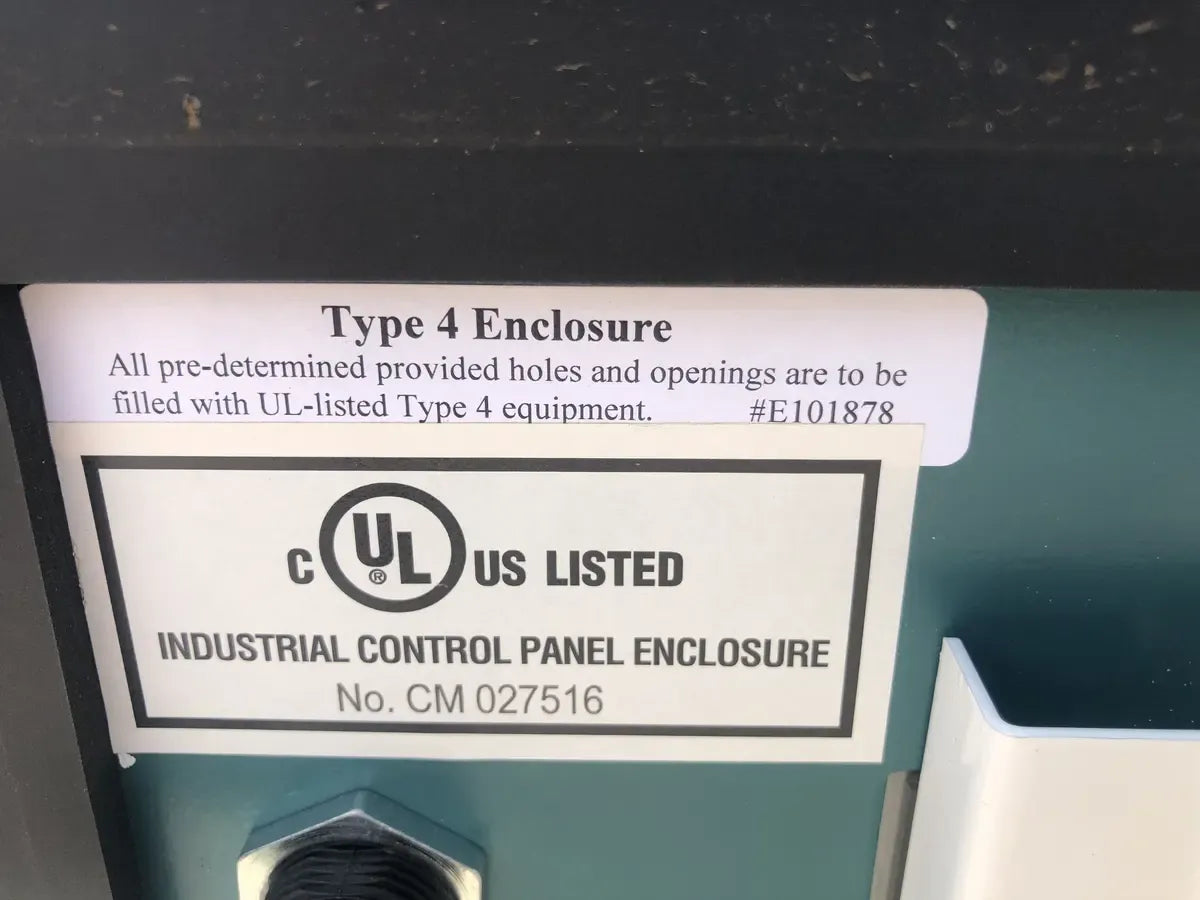 Type 4 Enclosure
All pre-determined provided holes and openings are to be
filled with UL-listed Type 4 equipment. #E101878
C UL ® US LISTED
INDUSTRIAL CONTROL PANEL ENCLOSURE
No. CM 027516